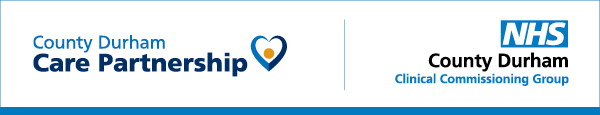 County Durham
Care Partnership
NHS
County Durham
Clinical Commissioning Group